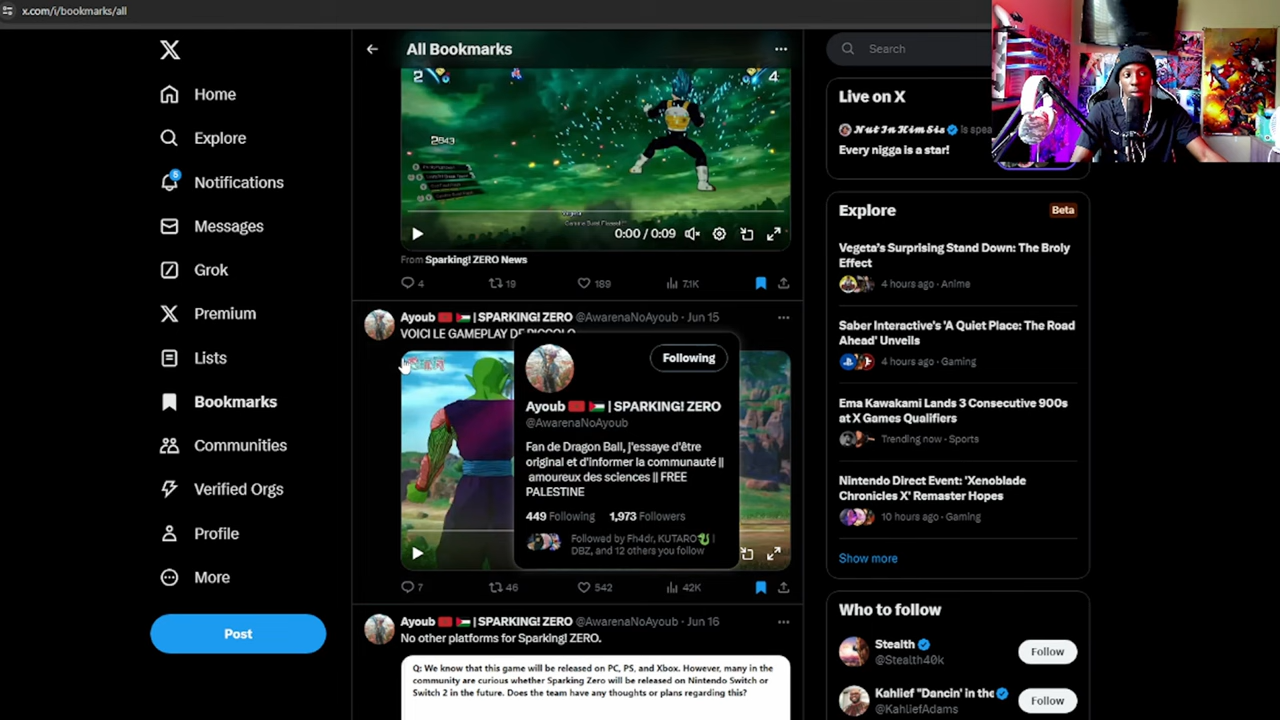 x.com/i/bookmarks/all
Home
Explore
Notifications
5
Messages
Grok
Premium
Lists
Bookmarks
Communities
Verified Orgs
Profile
More
Post
All Bookmarks
2
4
2843
0:00 / 0:09
From Sparking! ZERO News
4
19
189
7.1K
Ayoub | SPARKING! ZERO @AwarenaNoAyoub · Jun 15
VOICI LE GAMEPLAY DE PICCOLO
Following
Ayoub | SPARKING! ZERO
@AwarenaNoAyoub
Fan de Dragon Ball, j'essaye d'être
original et d'informer la communauté ||
amoureux des sciences || FREE
PALESTINE
449 Following 1,973 Followers
Followed by Fh4dr, KUTARO |
DBZ, and 12 others you follow
7
46
542
42K
Ayoub | SPARKING! ZERO @AwarenaNoAyoub · Jun 16
No other platforms for Sparking! ZERO.
Q: We know that this game will be released on PC, PS, and Xbox. However, many in the
community are curious whether Sparking Zero will be released on Nintendo Switch or
Switch 2 in the future. Does the team have any thoughts or plans regarding this?
Search
Live on X
𝓝𝓾𝓽 𝓘𝓷 𝓗𝓲𝓶 𝓢𝓲𝓼 is spea
Every nigga is a star!
Explore
Beta
Vegeta's Surprising Stand Down: The Broly
Effect
4 hours ago · Anime
Saber Interactive's 'A Quiet Place: The Road
Ahead' Unveils
4 hours ago · Gaming
Ema Kawakami Lands 3 Consecutive 900s
at X Games Qualifiers
Trending now · Sports
Nintendo Direct Event: 'Xenoblade
Chronicles X' Remaster Hopes
10 hours ago · Gaming
Show more
Who to follow
Stealth
@Stealth40k
Follow
Kahlief "Dancin' in the
@KahliefAdams
Follow